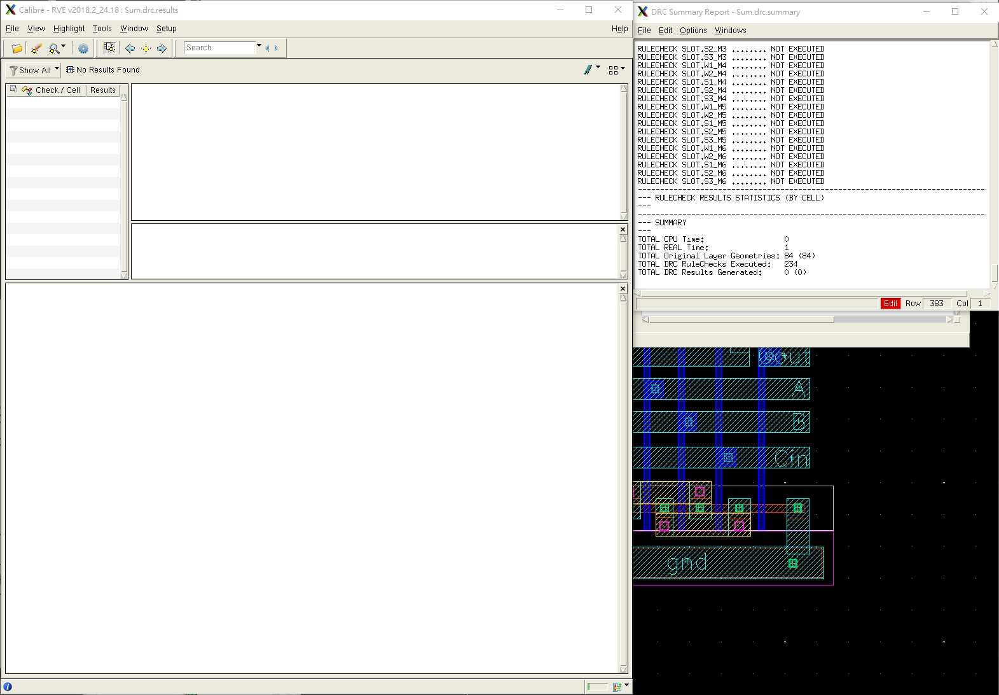 Calibre - RVE v2018.2_24.18 : Sum.drc.results
File View Highlight Tools Window Setup Help
Search
Show All No Results Found
Check / Cell Results
DRC Summary Report - Sum.drc.summary
File Edit Options Windows
RULECHECK SLOT.S2_M3 ........ NOT EXECUTED
RULECHECK SLOT.S3_M3 ........ NOT EXECUTED
RULECHECK SLOT.W1_M4 ........ NOT EXECUTED
RULECHECK SLOT.W2_M4 ........ NOT EXECUTED
RULECHECK SLOT.S1_M4 ........ NOT EXECUTED
RULECHECK SLOT.S2_M4 ........ NOT EXECUTED
RULECHECK SLOT.S3_M4 ........ NOT EXECUTED
RULECHECK SLOT.W1_M5 ........ NOT EXECUTED
RULECHECK SLOT.W2_M5 ........ NOT EXECUTED
RULECHECK SLOT.S1_M5 ........ NOT EXECUTED
RULECHECK SLOT.S2_M5 ........ NOT EXECUTED
RULECHECK SLOT.S3_M5 ........ NOT EXECUTED
RULECHECK SLOT.W1_M6 ........ NOT EXECUTED
RULECHECK SLOT.W2_M6 ........ NOT EXECUTED
RULECHECK SLOT.S1_M6 ........ NOT EXECUTED
RULECHECK SLOT.S2_M6 ........ NOT EXECUTED
RULECHECK SLOT.S3_M6 ........ NOT EXECUTED
--- RULECHECK RESULTS STATISTICS (BY CELL)
---
--- SUMMARY
---
TOTAL CPU Time: 0
TOTAL REAL Time: 1
TOTAL Original Layer Geometries: 84 (84)
TOTAL DRC RuleChecks Executed: 234
TOTAL DRC Results Generated: 0 (0)
Edit Row 383 Col 1
Cout
A
B
Cin
gnd